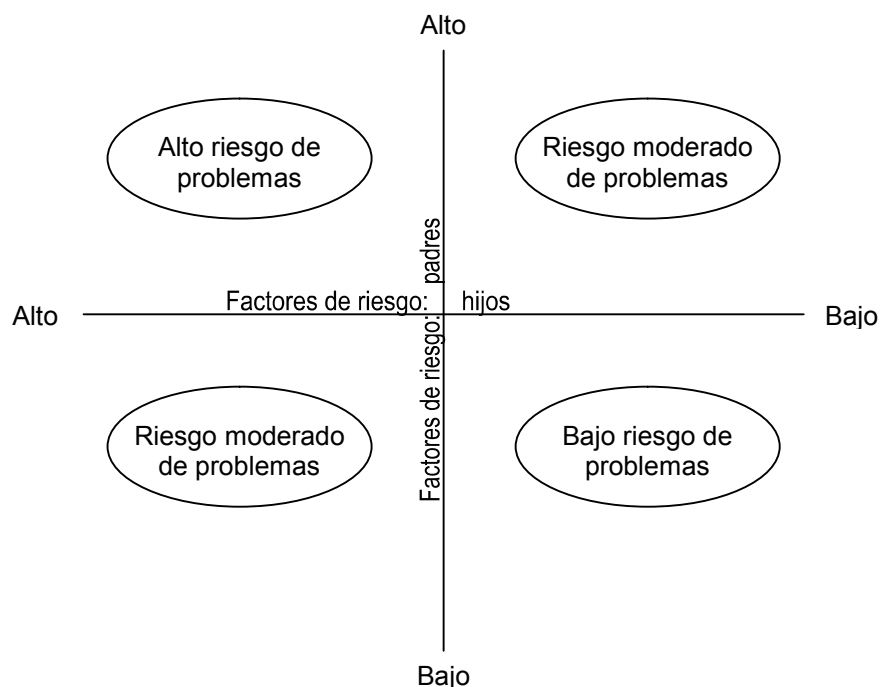 Alto
Alto riesgo de
problemas
Riesgo moderado
de problemas
Factores de riesgo: padres
Alto
Factores de riesgo: hijos
Bajo
Riesgo moderado
de problemas
Bajo riesgo de
problemas
Bajo